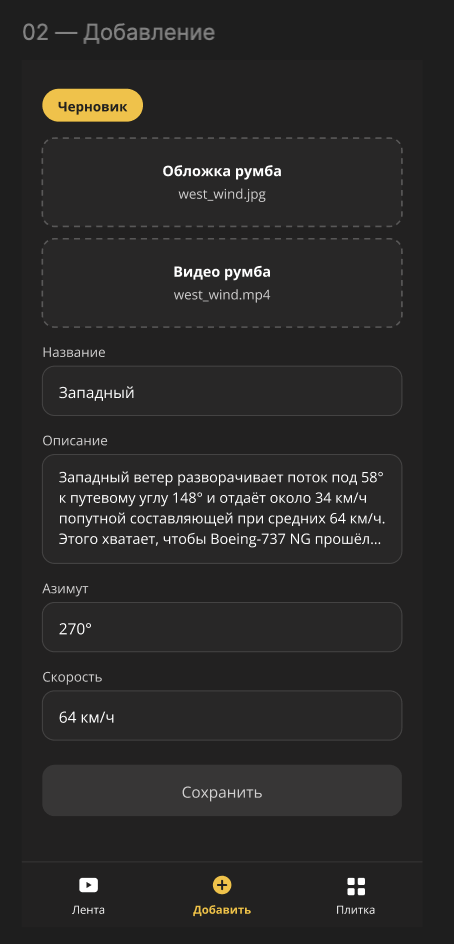 02 — Добавление
Черновик
Обложка румба
west_wind.jpg
Видео румба
west_wind.mp4
Название
Западный
Описание
Западный ветер разворачивает поток под 58°
к путевому углу 148° и отдаёт около 34 км/ч
попутной составляющей при средних 64 км/ч.
Этого хватает, чтобы Boeing-737 NG прошёл...
Азимут
270°
Скорость
64 км/ч
Сохранить
Лента
Добавить
Плитка